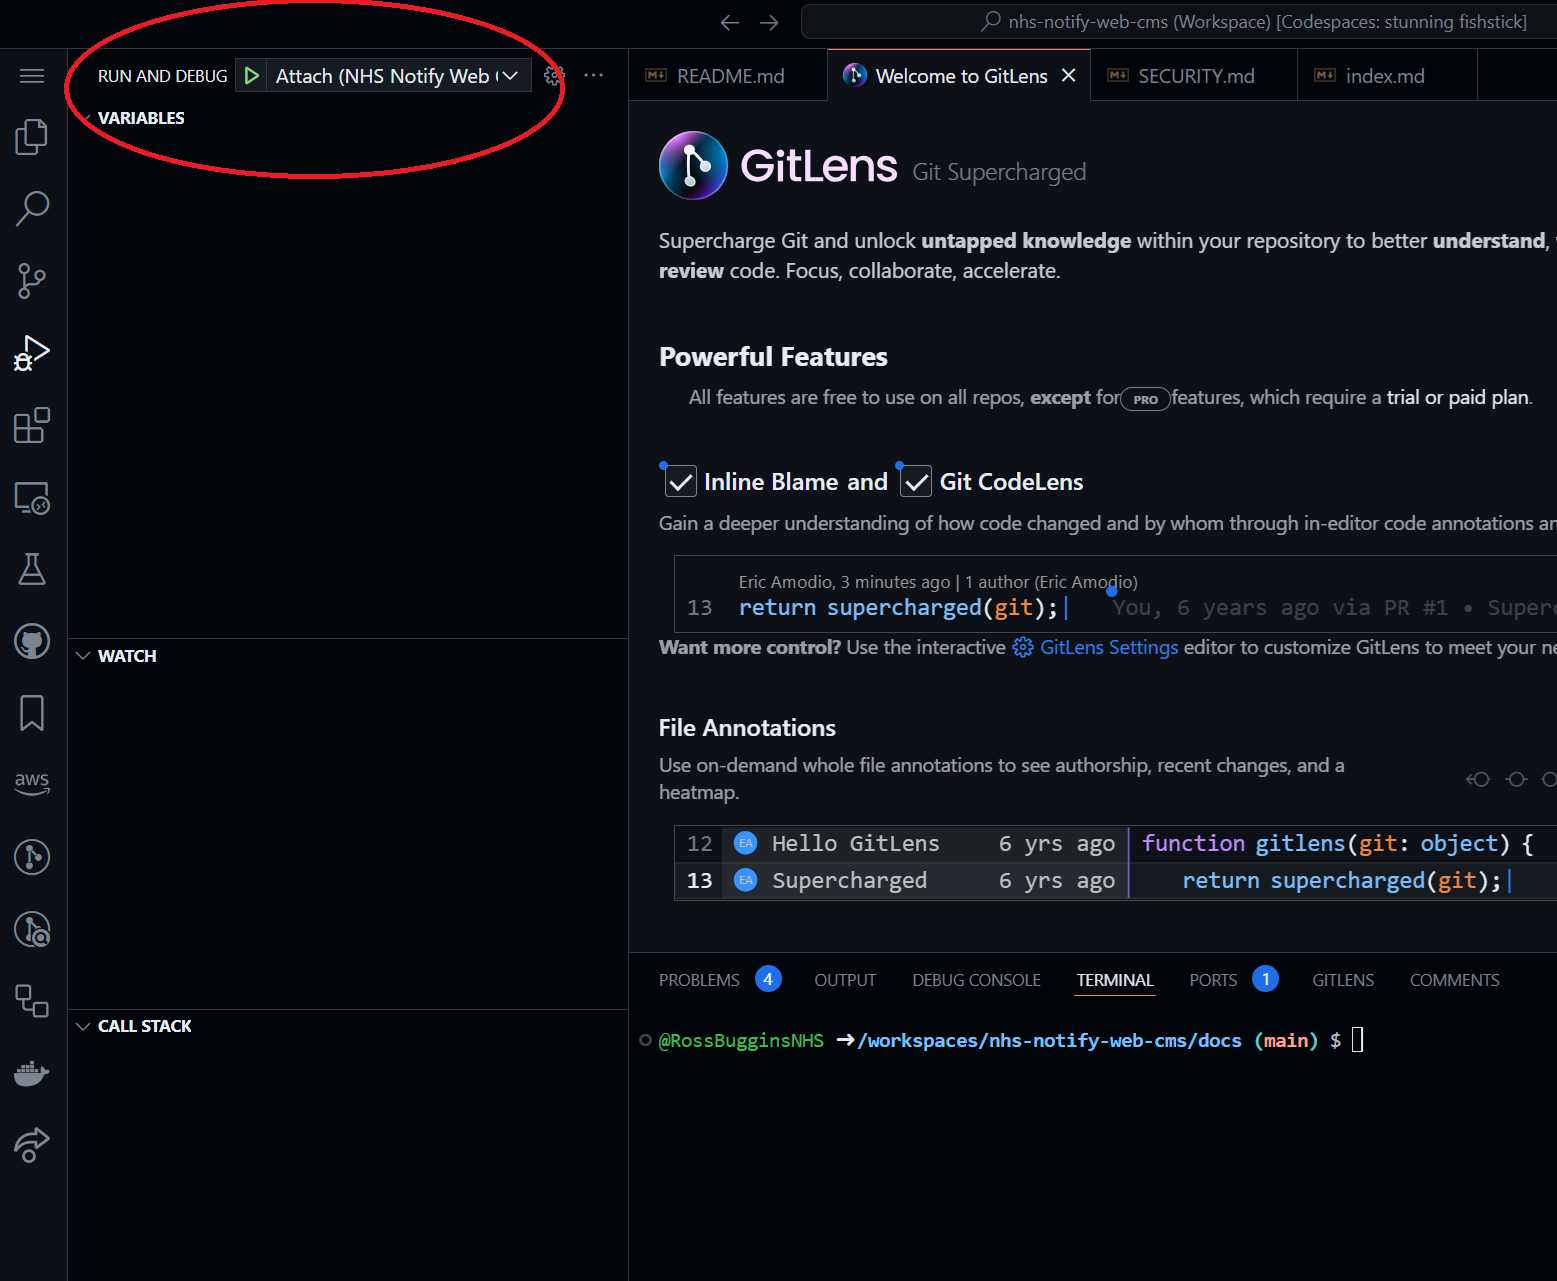 nhs-notify-web-cms (Workspace) [Codespaces: stunning fishstick]
RUN AND DEBUG
Attach (NHS Notify Web
VARIABLES
WATCH
CALL STACK
aws
README.md
Welcome to GitLens
SECURITY.md
index.md
GitLens Git Supercharged
Supercharge Git and unlock untapped knowledge within your repository to better understand,
review code. Focus, collaborate, accelerate.
Powerful Features
All features are free to use on all repos, except for PRO features, which require a trial or paid plan.
Inline Blame and Git CodeLens
Gain a deeper understanding of how code changed and by whom through in-editor code annotations
Eric Amodio, 3 minutes ago | 1 author (Eric Amodio)
13 return supercharged(git);| You, 6 years ago via PR #1 • Superc
Want more control? Use the interactive GitLens Settings editor to customize GitLens to meet your
File Annotations
Use on-demand whole file annotations to see authorship, recent changes, and a
heatmap.
12 EA Hello GitLens 6 yrs ago function gitlens(git: object) {
13 EA Supercharged 6 yrs ago return supercharged(git);|
PROBLEMS 4 OUTPUT DEBUG CONSOLE TERMINAL PORTS 1 GITLENS COMMENTS
@RossBugginsNHS ➜/workspaces/nhs-notify-web-cms/docs (main) $